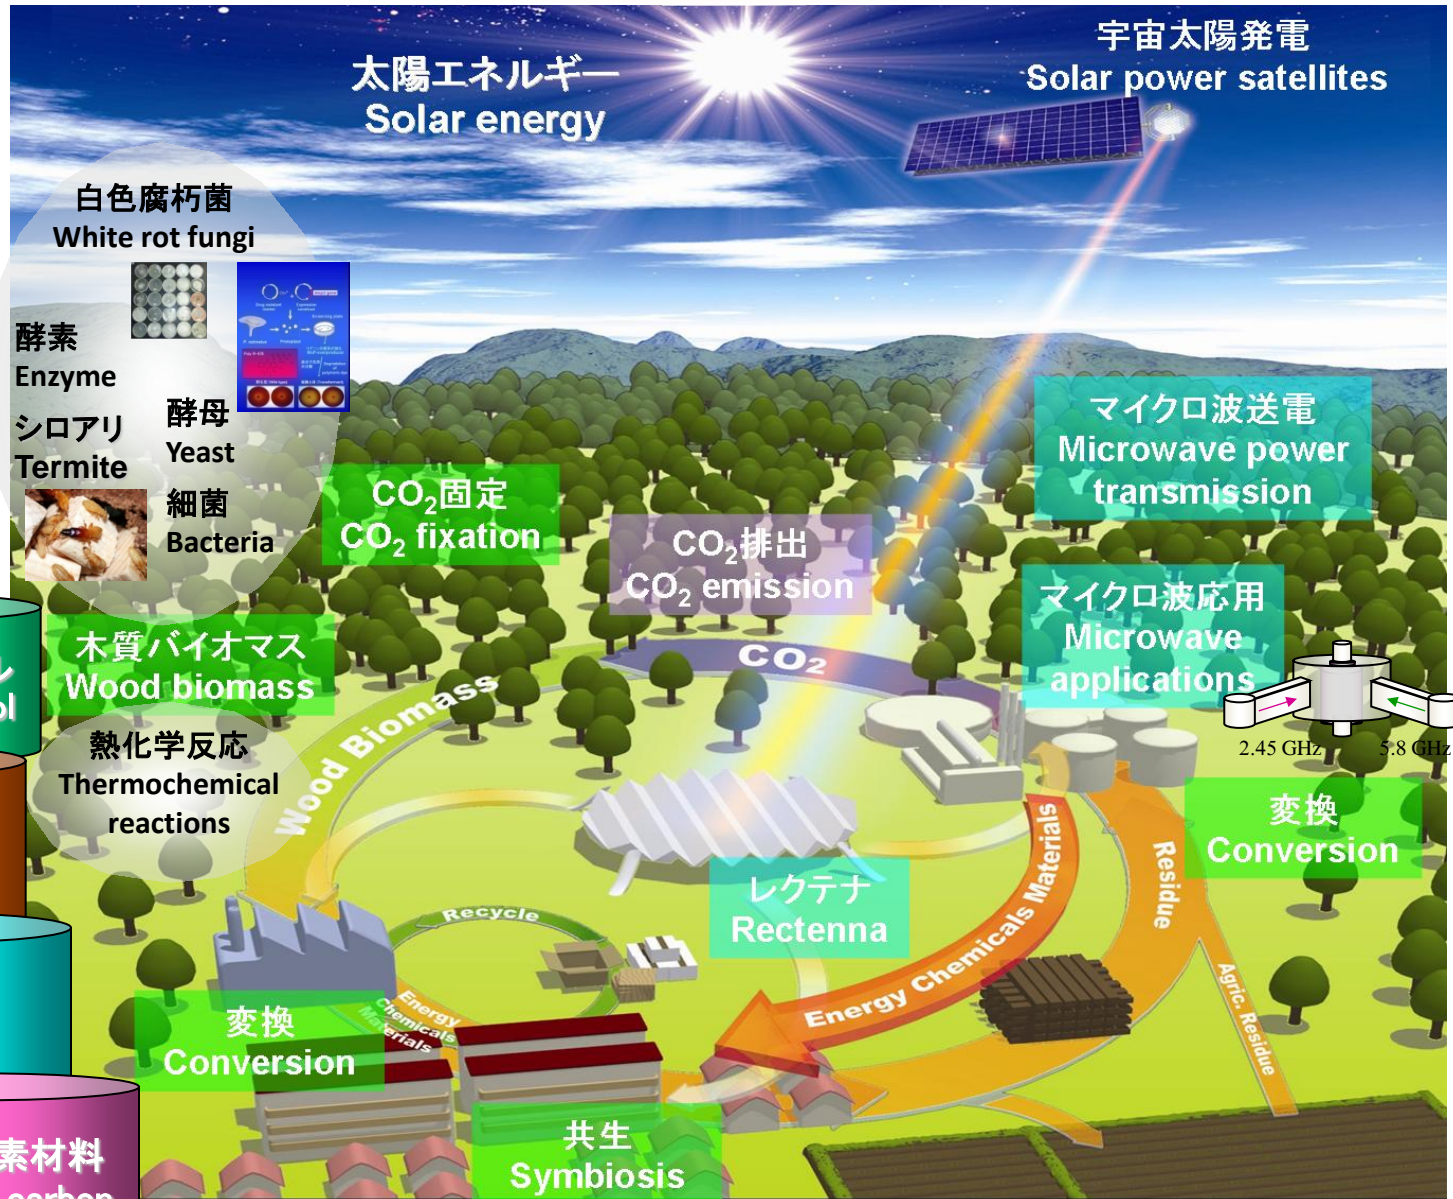 太陽エネルギー
Solar energy
宇宙太陽発電
Solar power satellites
白色腐朽菌
White rot fungi
酵素
Enzyme
シロアリ
Termite
酵母
Yeast
細菌
Bacteria
CO₂固定
CO₂ fixation
CO₂排出
CO₂ emission
マイクロ波送電
Microwave power
transmission
マイクロ波応用
Microwave
applications
2.45 GHz
5.8 GHz
木質バイオマス
Wood biomass
熱化学反応
Thermochemical
reactions
Wood Biomass
CO₂
変換
Conversion
レクテナ
Rectenna
Recycle
Energy Chemicals Materials
Residue
Agric. Residue
Energy
Chemicals
Materials
変換
Conversion
共生
Symbiosis
素材料
carbon